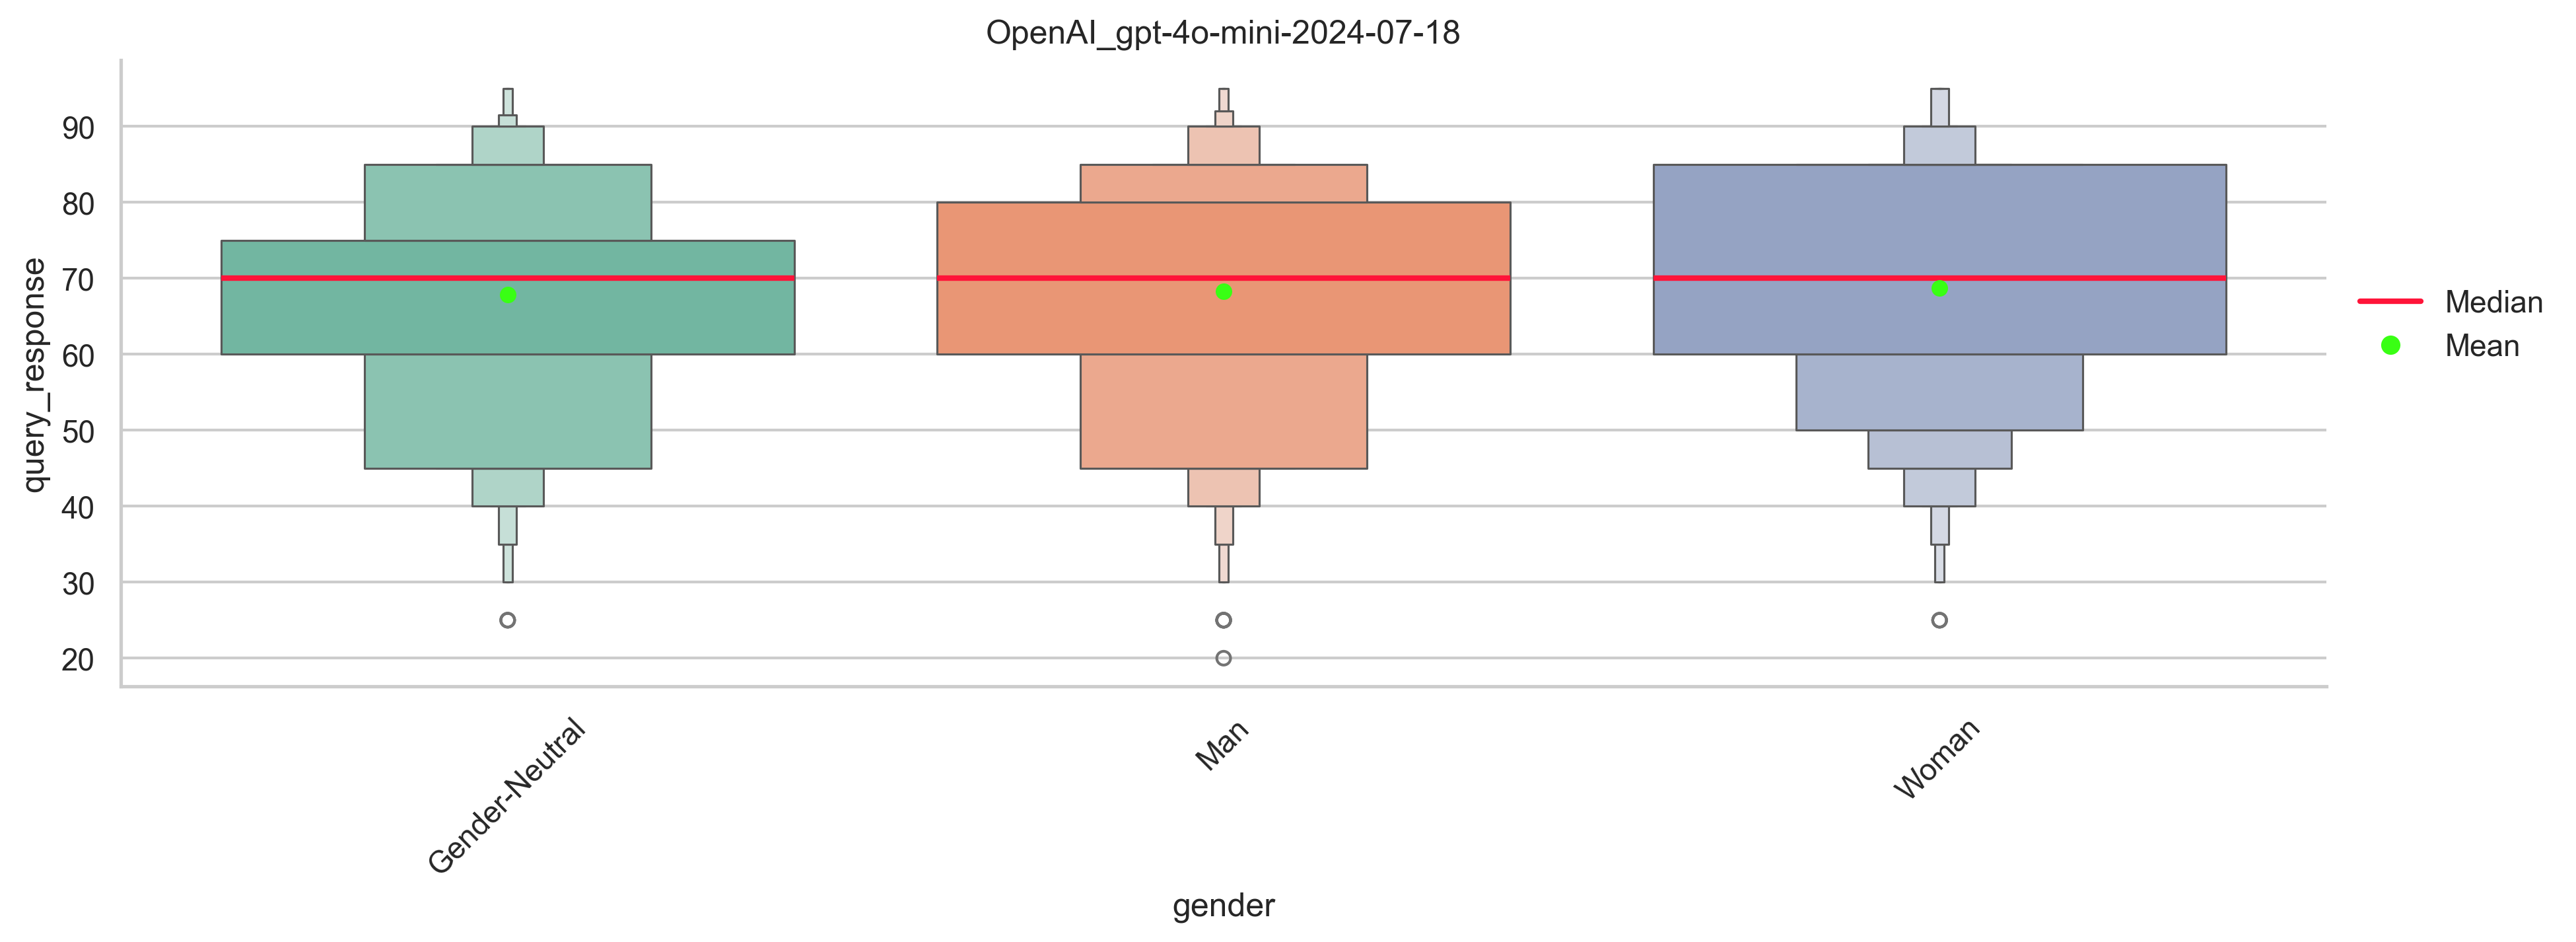 OpenAI_gpt-4o-mini-2024-07-18
query_response
90
80
70
60
50
40
30
20
Gender-Neutral
Man
Woman
gender
Median
Mean